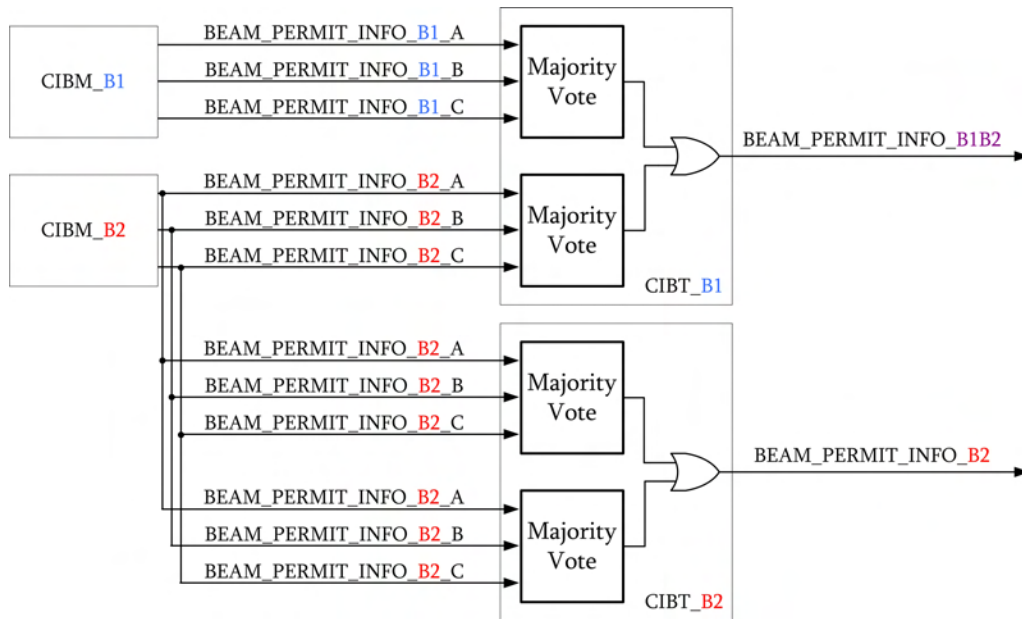 CIBM_B1
BEAM_PERMIT_INFO_B1_A
BEAM_PERMIT_INFO_B1_B
BEAM_PERMIT_INFO_B1_C
Majority
Vote
BEAM_PERMIT_INFO_B1B2
CIBM_B2
BEAM_PERMIT_INFO_B2_A
BEAM_PERMIT_INFO_B2_B
BEAM_PERMIT_INFO_B2_C
Majority
Vote
CIBT_B1
BEAM_PERMIT_INFO_B2_A
BEAM_PERMIT_INFO_B2_B
BEAM_PERMIT_INFO_B2_C
Majority
Vote
BEAM_PERMIT_INFO_B2
BEAM_PERMIT_INFO_B2_A
BEAM_PERMIT_INFO_B2_B
BEAM_PERMIT_INFO_B2_C
Majority
Vote
CIBT_B2